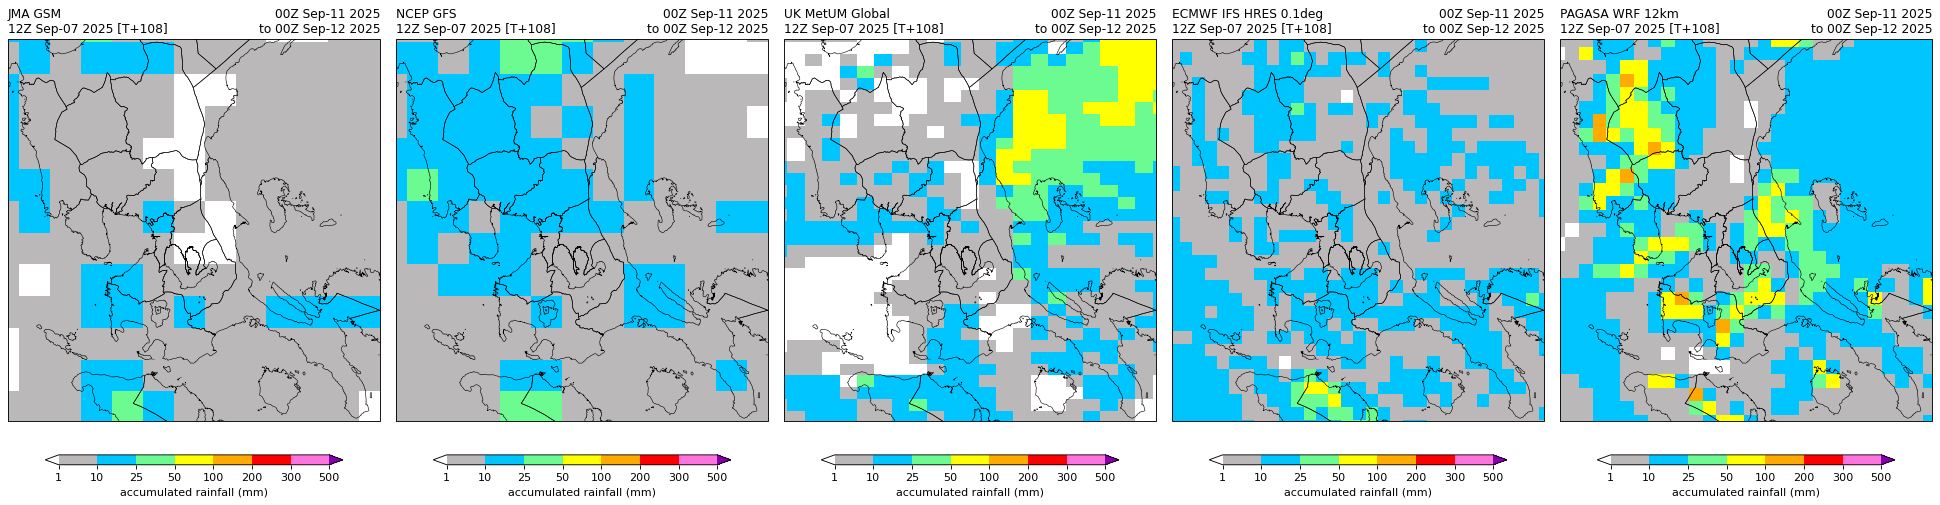 JMA GSM 00Z Sep-11 2025
12Z Sep-07 2025 [T+108] to 00Z Sep-12 2025
1 10 25 50 100 200 300 500
accumulated rainfall (mm)
NCEP GFS 00Z Sep-11 2025
12Z Sep-07 2025 [T+108] to 00Z Sep-12 2025
1 10 25 50 100 200 300 500
accumulated rainfall (mm)
UK MetUM Global 00Z Sep-11 2025
12Z Sep-07 2025 [T+108] to 00Z Sep-12 2025
1 10 25 50 100 200 300 500
accumulated rainfall (mm)
ECMWF IFS HRES 0.1deg 00Z Sep-11 2025
12Z Sep-07 2025 [T+108] to 00Z Sep-12 2025
1 10 25 50 100 200 300 500
accumulated rainfall (mm)
PAGASA WRF 12km 00Z Sep-11 2025
12Z Sep-07 2025 [T+108] to 00Z Sep-12 2025
1 10 25 50 100 200 300 500
accumulated rainfall (mm)